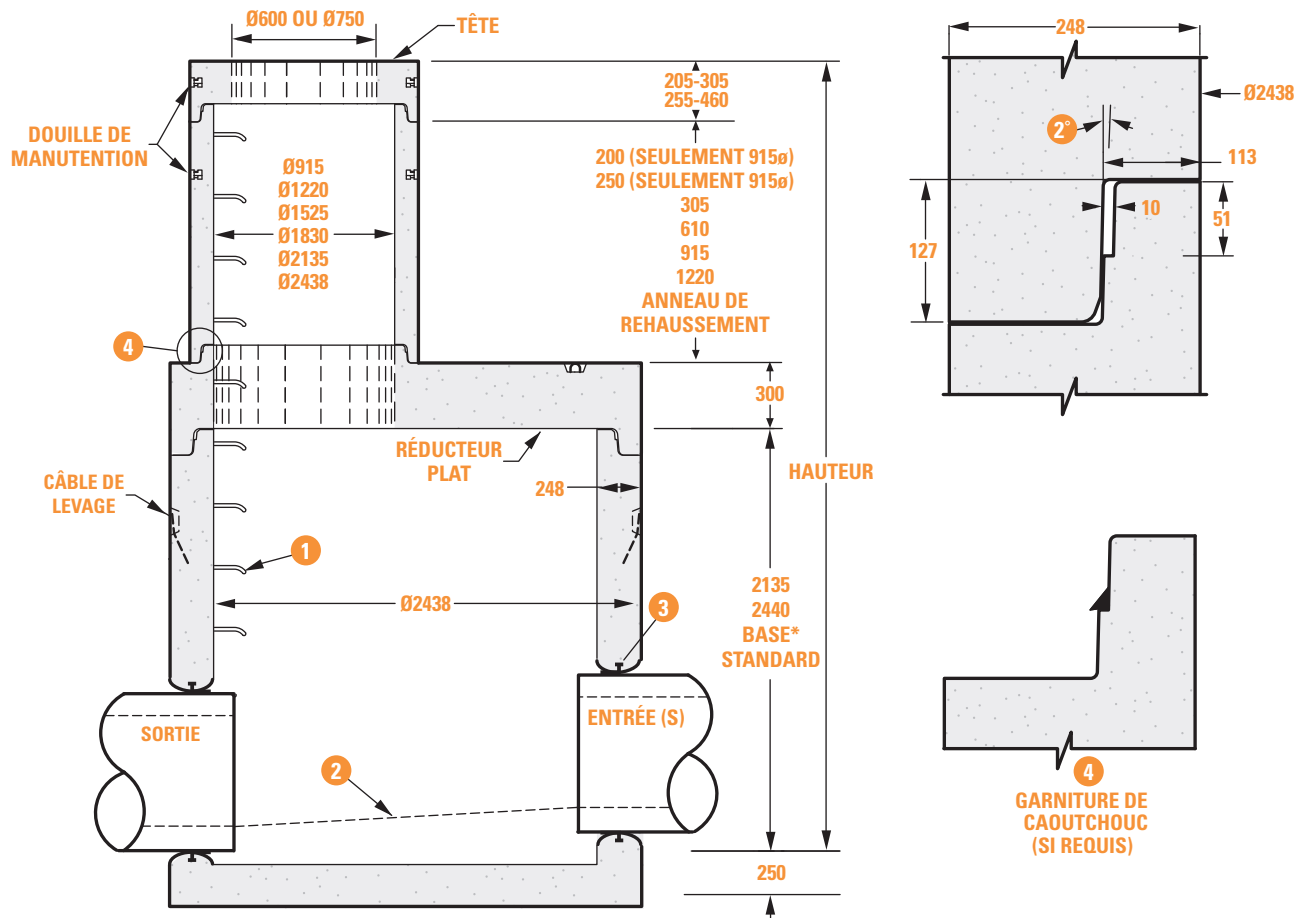 Ø600 OU Ø750
TÊTE
205-305
255-460
DOUILLE DE
MANUTENTION
Ø915
Ø1220
Ø1525
Ø1830
Ø2135
Ø2438
200 (SEULEMENT 915ø)
250 (SEULEMENT 915ø)
305
610
915
1220
ANNEAU DE
REHAUSSEMENT
4
300
RÉDUCTEUR
PLAT
HAUTEUR
CÂBLE DE
LEVAGE
248
1
Ø2438
3
2135
2440
BASE*
STANDARD
SORTIE
ENTRÉE (S)
2
250
248
Ø2438
2°
113
10
51
127
4
GARNITURE DE
CAOUTCHOUC
(SI REQUIS)